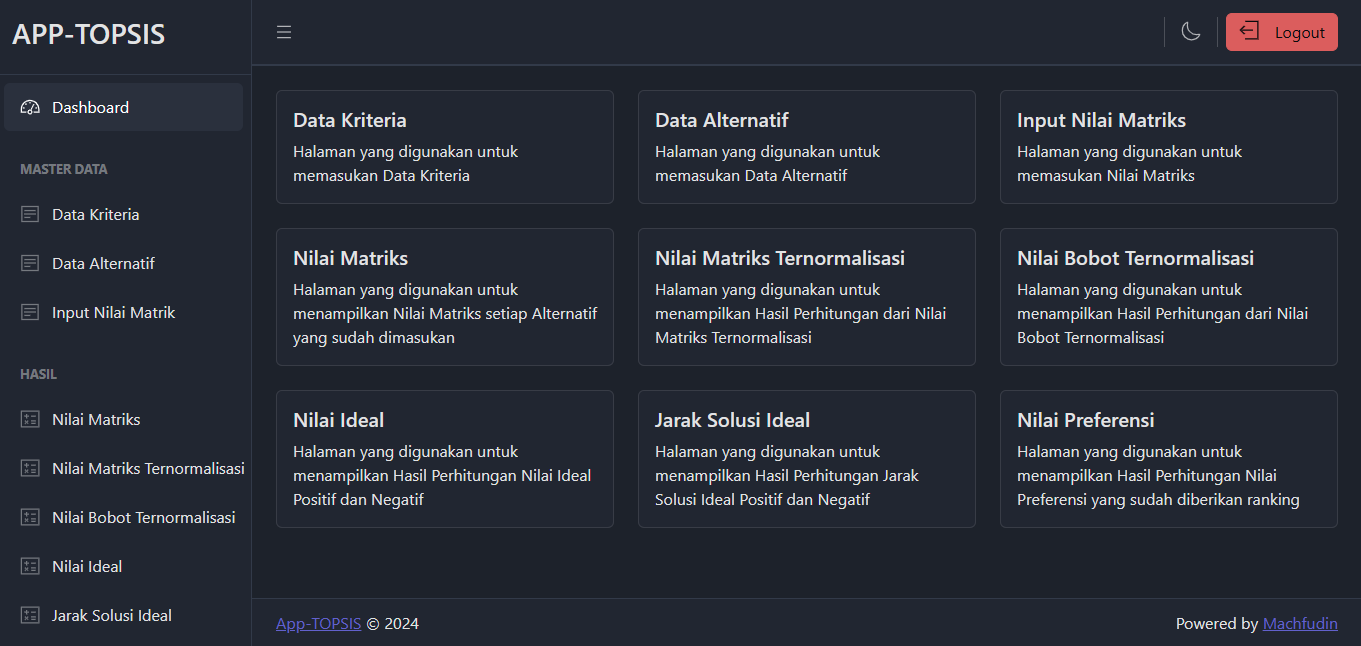 APP-TOPSIS
Dashboard
MASTER DATA
Data Kriteria
Data Alternatif
Input Nilai Matrik
HASIL
Nilai Matriks
Nilai Matriks Ternormalisasi
Nilai Bobot Ternormalisasi
Nilai Ideal
Jarak Solusi Ideal
Logout
Data Kriteria
Halaman yang digunakan untuk
memasukan Data Kriteria
Data Alternatif
Halaman yang digunakan untuk
memasukan Data Alternatif
Input Nilai Matriks
Halaman yang digunakan untuk
memasukan Nilai Matriks
Nilai Matriks
Halaman yang digunakan untuk
menampilkan Nilai Matriks setiap Alternatif
yang sudah dimasukan
Nilai Matriks Ternormalisasi
Halaman yang digunakan untuk
menampilkan Hasil Perhitungan dari Nilai
Matriks Ternormalisasi
Nilai Bobot Ternormalisasi
Halaman yang digunakan untuk
menampilkan Hasil Perhitungan dari Nilai
Bobot Ternormalisasi
Nilai Ideal
Halaman yang digunakan untuk
menampilkan Hasil Perhitungan Nilai Ideal
Positif dan Negatif
Jarak Solusi Ideal
Halaman yang digunakan untuk
menampilkan Hasil Perhitungan Jarak
Solusi Ideal Positif dan Negatif
Nilai Preferensi
Halaman yang digunakan untuk
menampilkan Hasil Perhitungan Nilai
Preferensi yang sudah diberikan ranking
App-TOPSIS © 2024
Powered by Machfudin